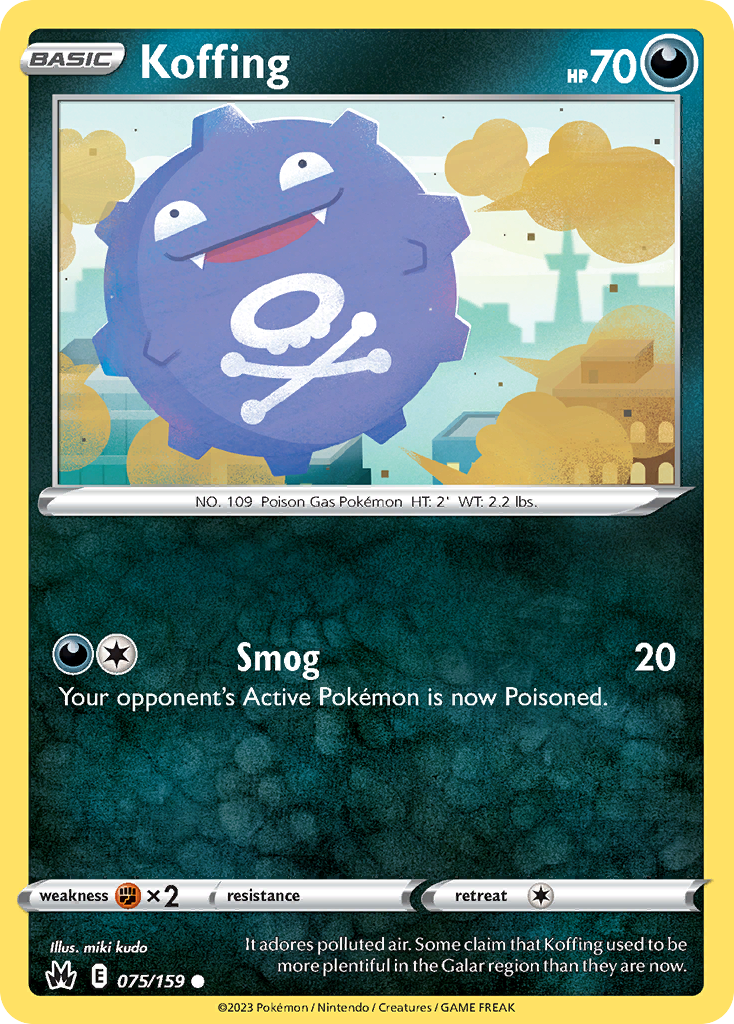 BASIC Koffing HP70
NO. 109 Poison Gas Pokémon HT: 2' WT: 2.2 lbs.
Smog 20
Your opponent's Active Pokémon is now Poisoned.
weakness ×2 resistance retreat
Illus. miki kudo
It adores polluted air. Some claim that Koffing used to be
more plentiful in the Galar region than they are now.
E 075/159
©2023 Pokémon / Nintendo / Creatures / GAME FREAK